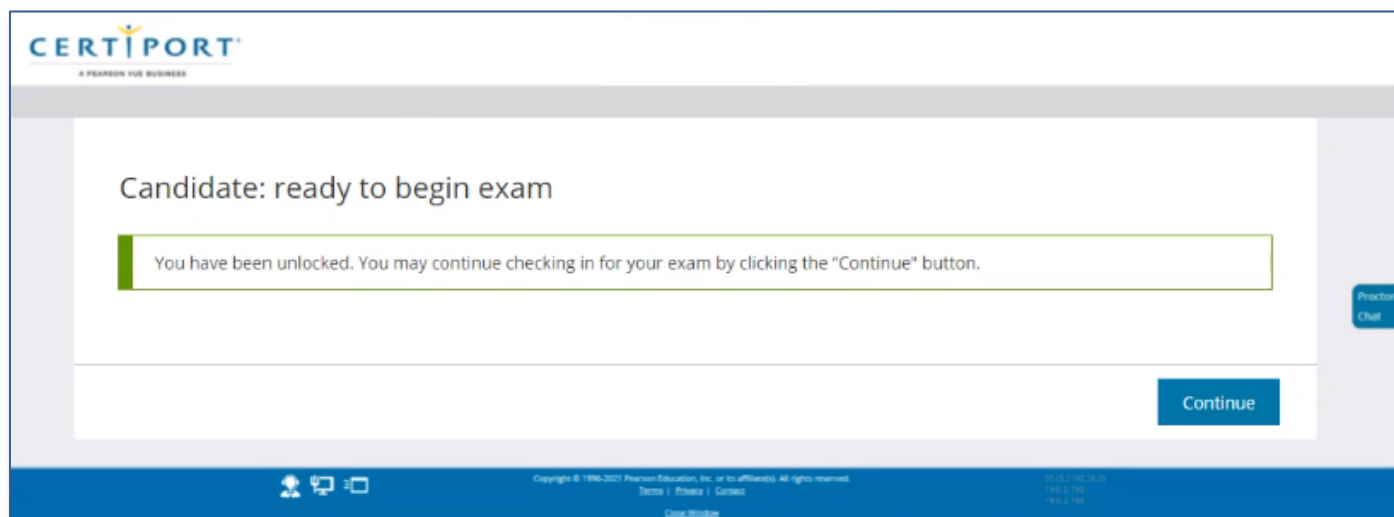 CERTIPORT
A PEARSON VUE BUSINESS
Candidate: ready to begin exam
You have been unlocked. You may continue checking in for your exam by clicking the "Continue" button.
Proctor
Chat
Continue
Copyright © 1996-2021 Pearson Education, Inc. or its affiliate(s). All rights reserved.
Terms | Privacy | Contact
Close Window